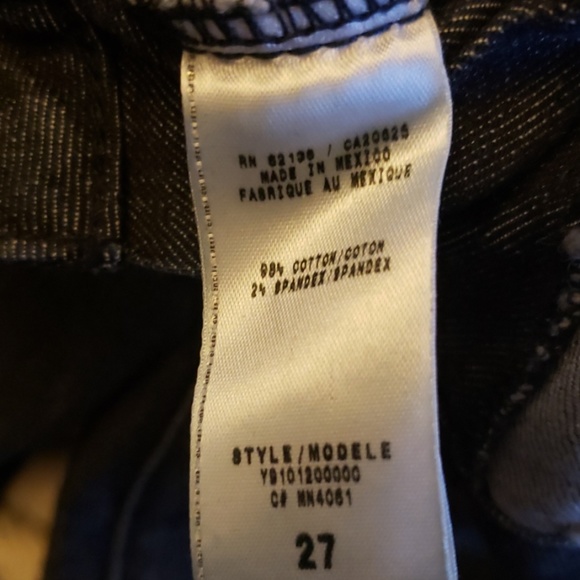 RN 62136 / CA20625
MADE IN MEXICO
FABRIQUE AU MEXIQUE
98% COTTON/COTON
2% SPANDEX/SPANDEX
STYLE/MODELE
Y9101200000
C# MN4061
27